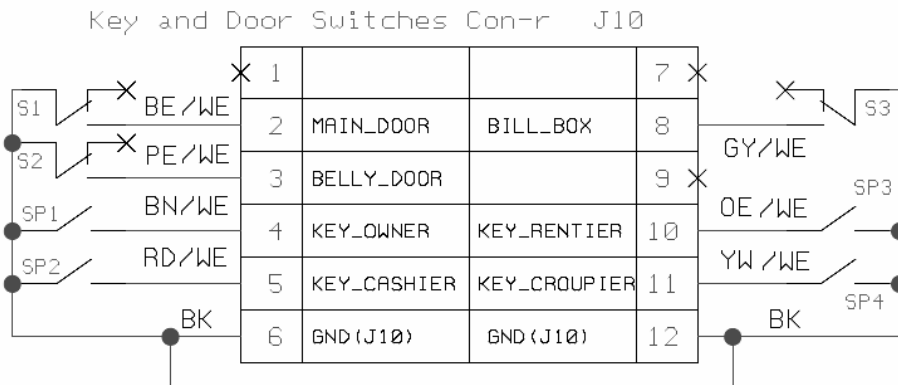 Key and Door Switches Con-r J10
1 7
S1 BE/WE 2 MAIN_DOOR BILL_BOX 8 GY/WE S3
S2 PE/WE 3 BELLY_DOOR 9
SP1 BN/WE 4 KEY_OWNER KEY_RENTIER 10 OE/WE SP3
SP2 RD/WE 5 KEY_CASHIER KEY_CROUPIER 11 YW/WE SP4
BK 6 GND(J10) GND(J10) 12 BK